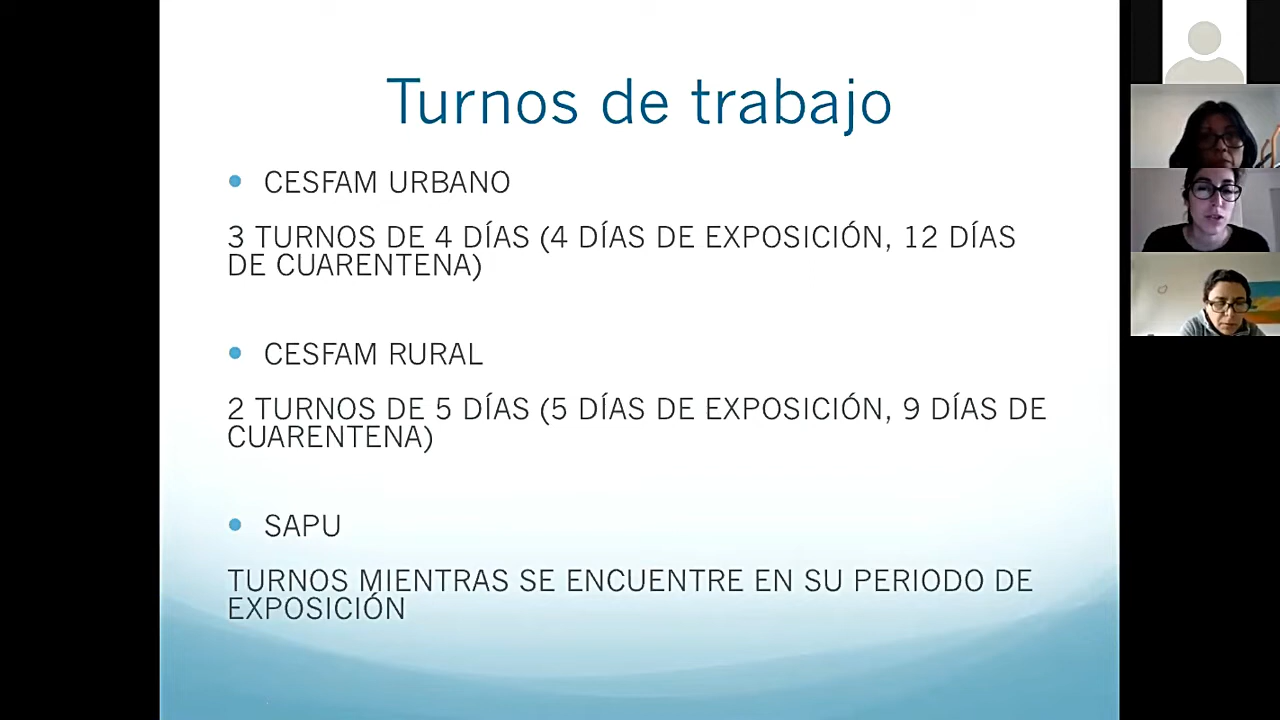 Turnos de trabajo
• CESFAM URBANO
3 TURNOS DE 4 DÍAS (4 DÍAS DE EXPOSICIÓN, 12 DÍAS
DE CUARENTENA)
• CESFAM RURAL
2 TURNOS DE 5 DÍAS (5 DÍAS DE EXPOSICIÓN, 9 DÍAS DE
CUARENTENA)
• SAPU
TURNOS MIENTRAS SE ENCUENTRE EN SU PERIODO DE
EXPOSICIÓN